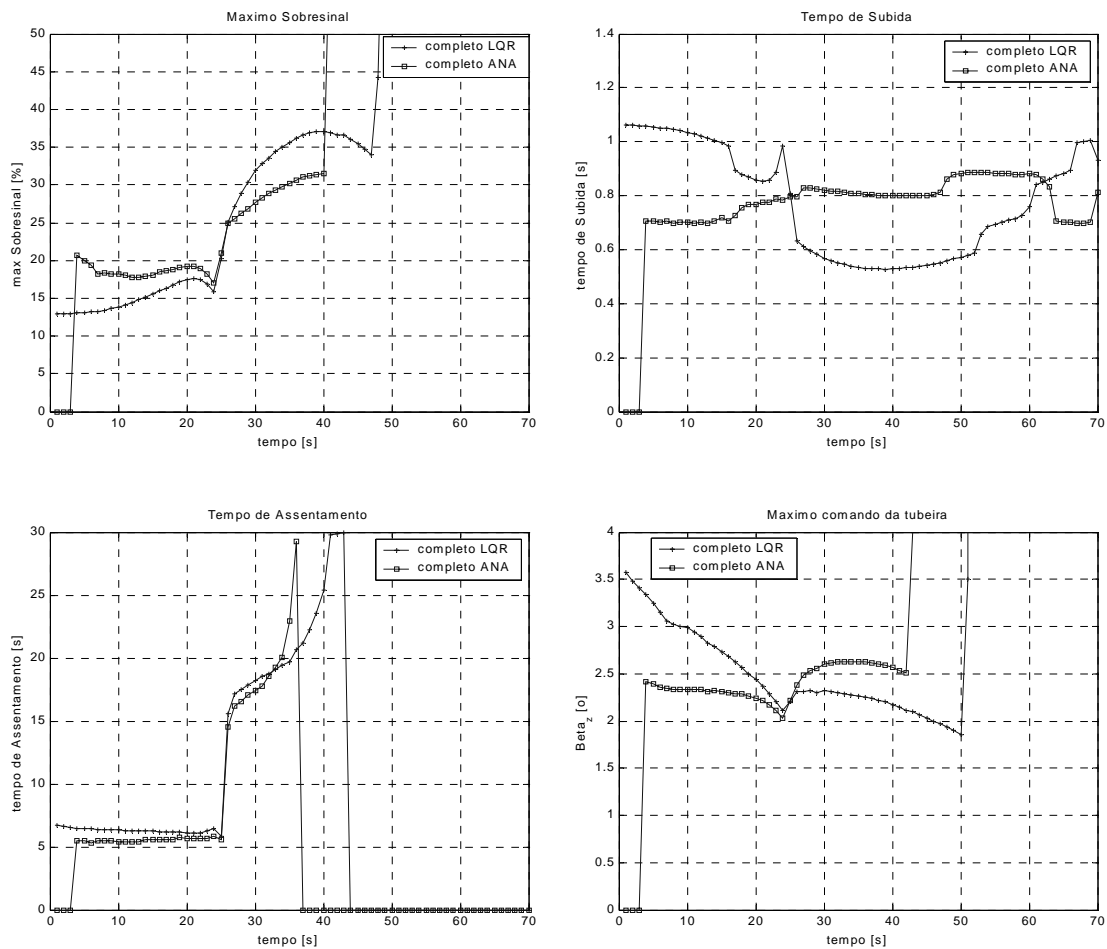 Maximo Sobresinal
50
45
40
35
30
25
20
15
10
5
0
max Sobresinal [%]
completo LQR
completo ANA
0 10 20 30 40 50 60 70
tempo [s]
Tempo de Subida
1.4
1.2
1
0.8
0.6
0.4
0.2
0
tempo de Subida [s]
completo LQR
completo ANA
0 10 20 30 40 50 60 70
tempo [s]
Tempo de Assentamento
30
25
20
15
10
5
0
tempo de Assentamento [s]
completo LQR
completo ANA
0 10 20 30 40 50 60 70
tempo [s]
Maximo comando da tubeira
4
3.5
3
2.5
2
1.5
1
0.5
0
Beta_z [o]
completo LQR
completo ANA
0 10 20 30 40 50 60 70
tempo [s]